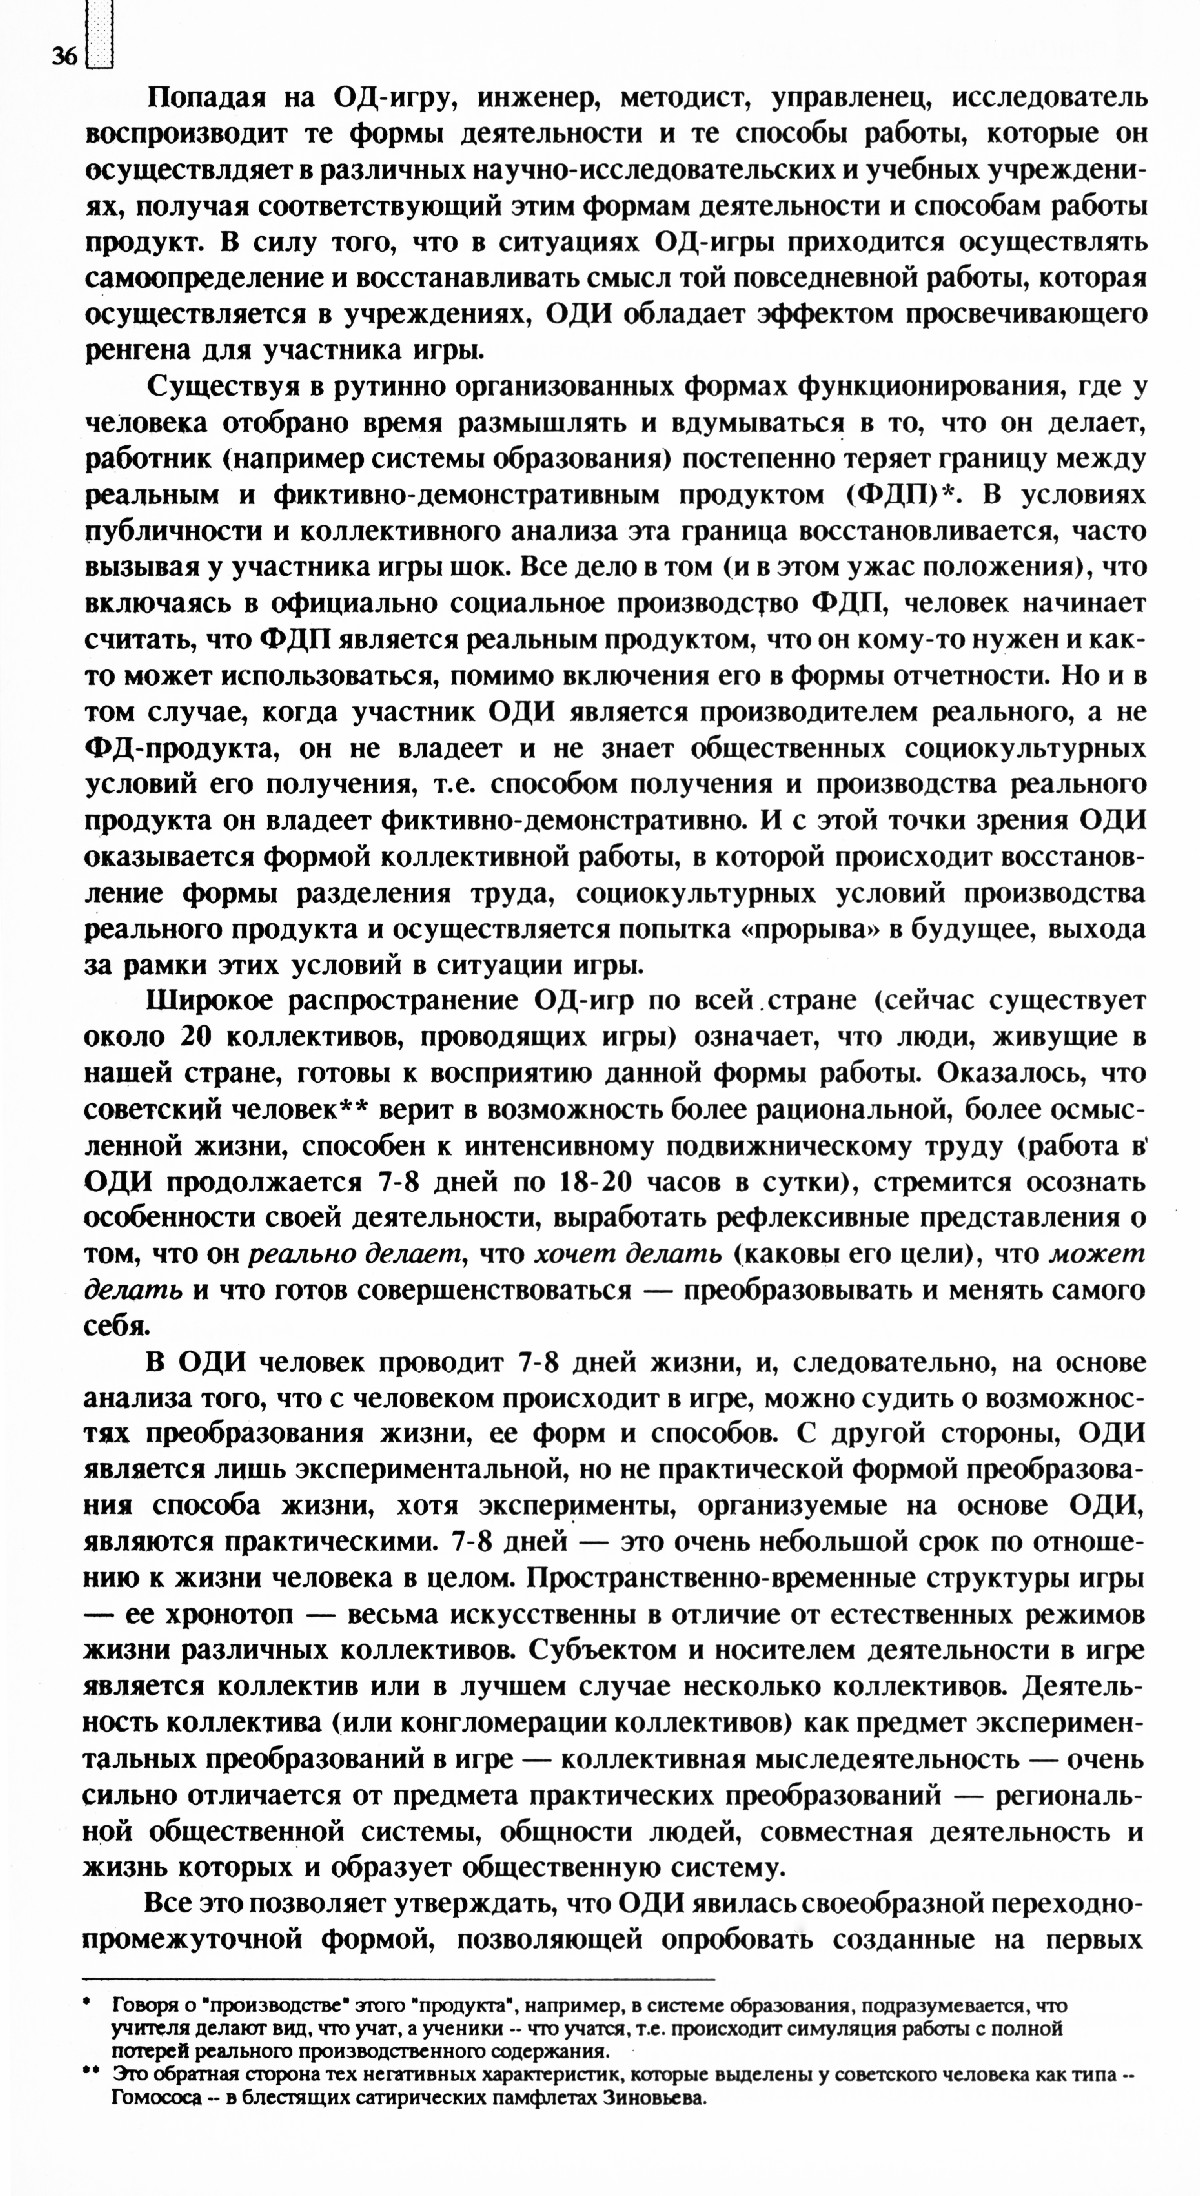 36
Попадая на ОД-игру, инженер, методист, управленец, исследователь
воспроизводит те формы деятельности и те способы работы, которые он
осуществлдяет в различных научно-исследовательских и учебных учреждени-
ях, получая соответствующий этим формам деятельности и способам работы
продукт. В силу того, что в ситуациях ОД-игры приходится осуществлять
самоопределение и восстанавливать смысл той повседневной работы, которая
осуществляется в учреждениях, ОДИ обладает эффектом просвечивающего
ренгена для участника игры.
Существуя в рутинно организованных формах функционирования, где у
человека отобрано время размышлять и вдумываться в то, что он делает,
работник (например системы образования) постепенно теряет границу между
реальным и фиктивно-демонстративным продуктом (ФДП)*. В условиях
публичности и коллективного анализа эта граница восстановливается, часто
вызывая у участника игры шок. Все дело в том (и в этом ужас положения), что
включаясь в официально социальное производство ФДП, человек начинает
считать, что ФДП является реальным продуктом, что он кому-то нужен и как-
то может использоваться, помимо включения его в формы отчетности. Но и в
том случае, когда участник ОДИ является производителем реального, а не
ФД-продукта, он не владеет и не знает общественных социокультурных
условий его получения, т.е. способом получения и производства реального
продукта он владеет фиктивно-демонстративно. И с этой точки зрения ОДИ
оказывается формой коллективной работы, в которой происходит восстанов-
ление формы разделения труда, социокультурных условий производства
реального продукта и осуществляется попытка «прорыва» в будущее, выхода
за рамки этих условий в ситуации игры.
Широкое распространение ОД-игр по всей стране (сейчас существует
около 20 коллективов, проводящих игры) означает, что люди, живущие в
нашей стране, готовы к восприятию данной формы работы. Оказалось, что
советский человек** верит в возможность более рациональной, более осмыс-
ленной жизни, способен к интенсивному подвижническому труду (работа в
ОДИ продолжается 7-8 дней по 18-20 часов в сутки), стремится осознать
особенности своей деятельности, выработать рефлексивные представления о
том, что он реально делает, что хочет делать (каковы его цели), что может
делать и что готов совершенствоваться — преобразовывать и менять самого
себя.
В ОДИ человек проводит 7-8 дней жизни, и, следовательно, на основе
анализа того, что с человеком происходит в игре, можно судить о возможнос-
тях преобразования жизни, ее форм и способов. С другой стороны, ОДИ
является лишь экспериментальной, но не практической формой преобразова-
ния способа жизни, хотя эксперименты, организуемые на основе ОДИ,
являются практическими. 7-8 дней — это очень небольшой срок по отноше-
нию к жизни человека в целом. Пространственно-временные структуры игры
— ее хронотоп — весьма искусственны в отличие от естественных режимов
жизни различных коллективов. Субъектом и носителем деятельности в игре
является коллектив или в лучшем случае несколько коллективов. Деятель-
ность коллектива (или конгломерации коллективов) как предмет эксперимен-
тальных преобразований в игре — коллективная мыследеятельность — очень
сильно отличается от предмета практических преобразований — региональ-
ной общественной системы, общности людей, совместная деятельность и
жизнь которых и образует общественную систему.
Все это позволяет утверждать, что ОДИ явилась своеобразной переходно-
промежуточной формой, позволяющей опробовать созданные на первых
* Говоря о "производстве" этого "продукта", например, в системе образования, подразумевается, что
учителя делают вид, что учат, а ученики -- что учатся, т.е. происходит симуляция работы с полной
потерей реального производственного содержания.
** Это обратная сторона тех негативных характеристик, которые выделены у советского человека как типа --
Гомососа -- в блестящих сатирических памфлетах Зиновьева.